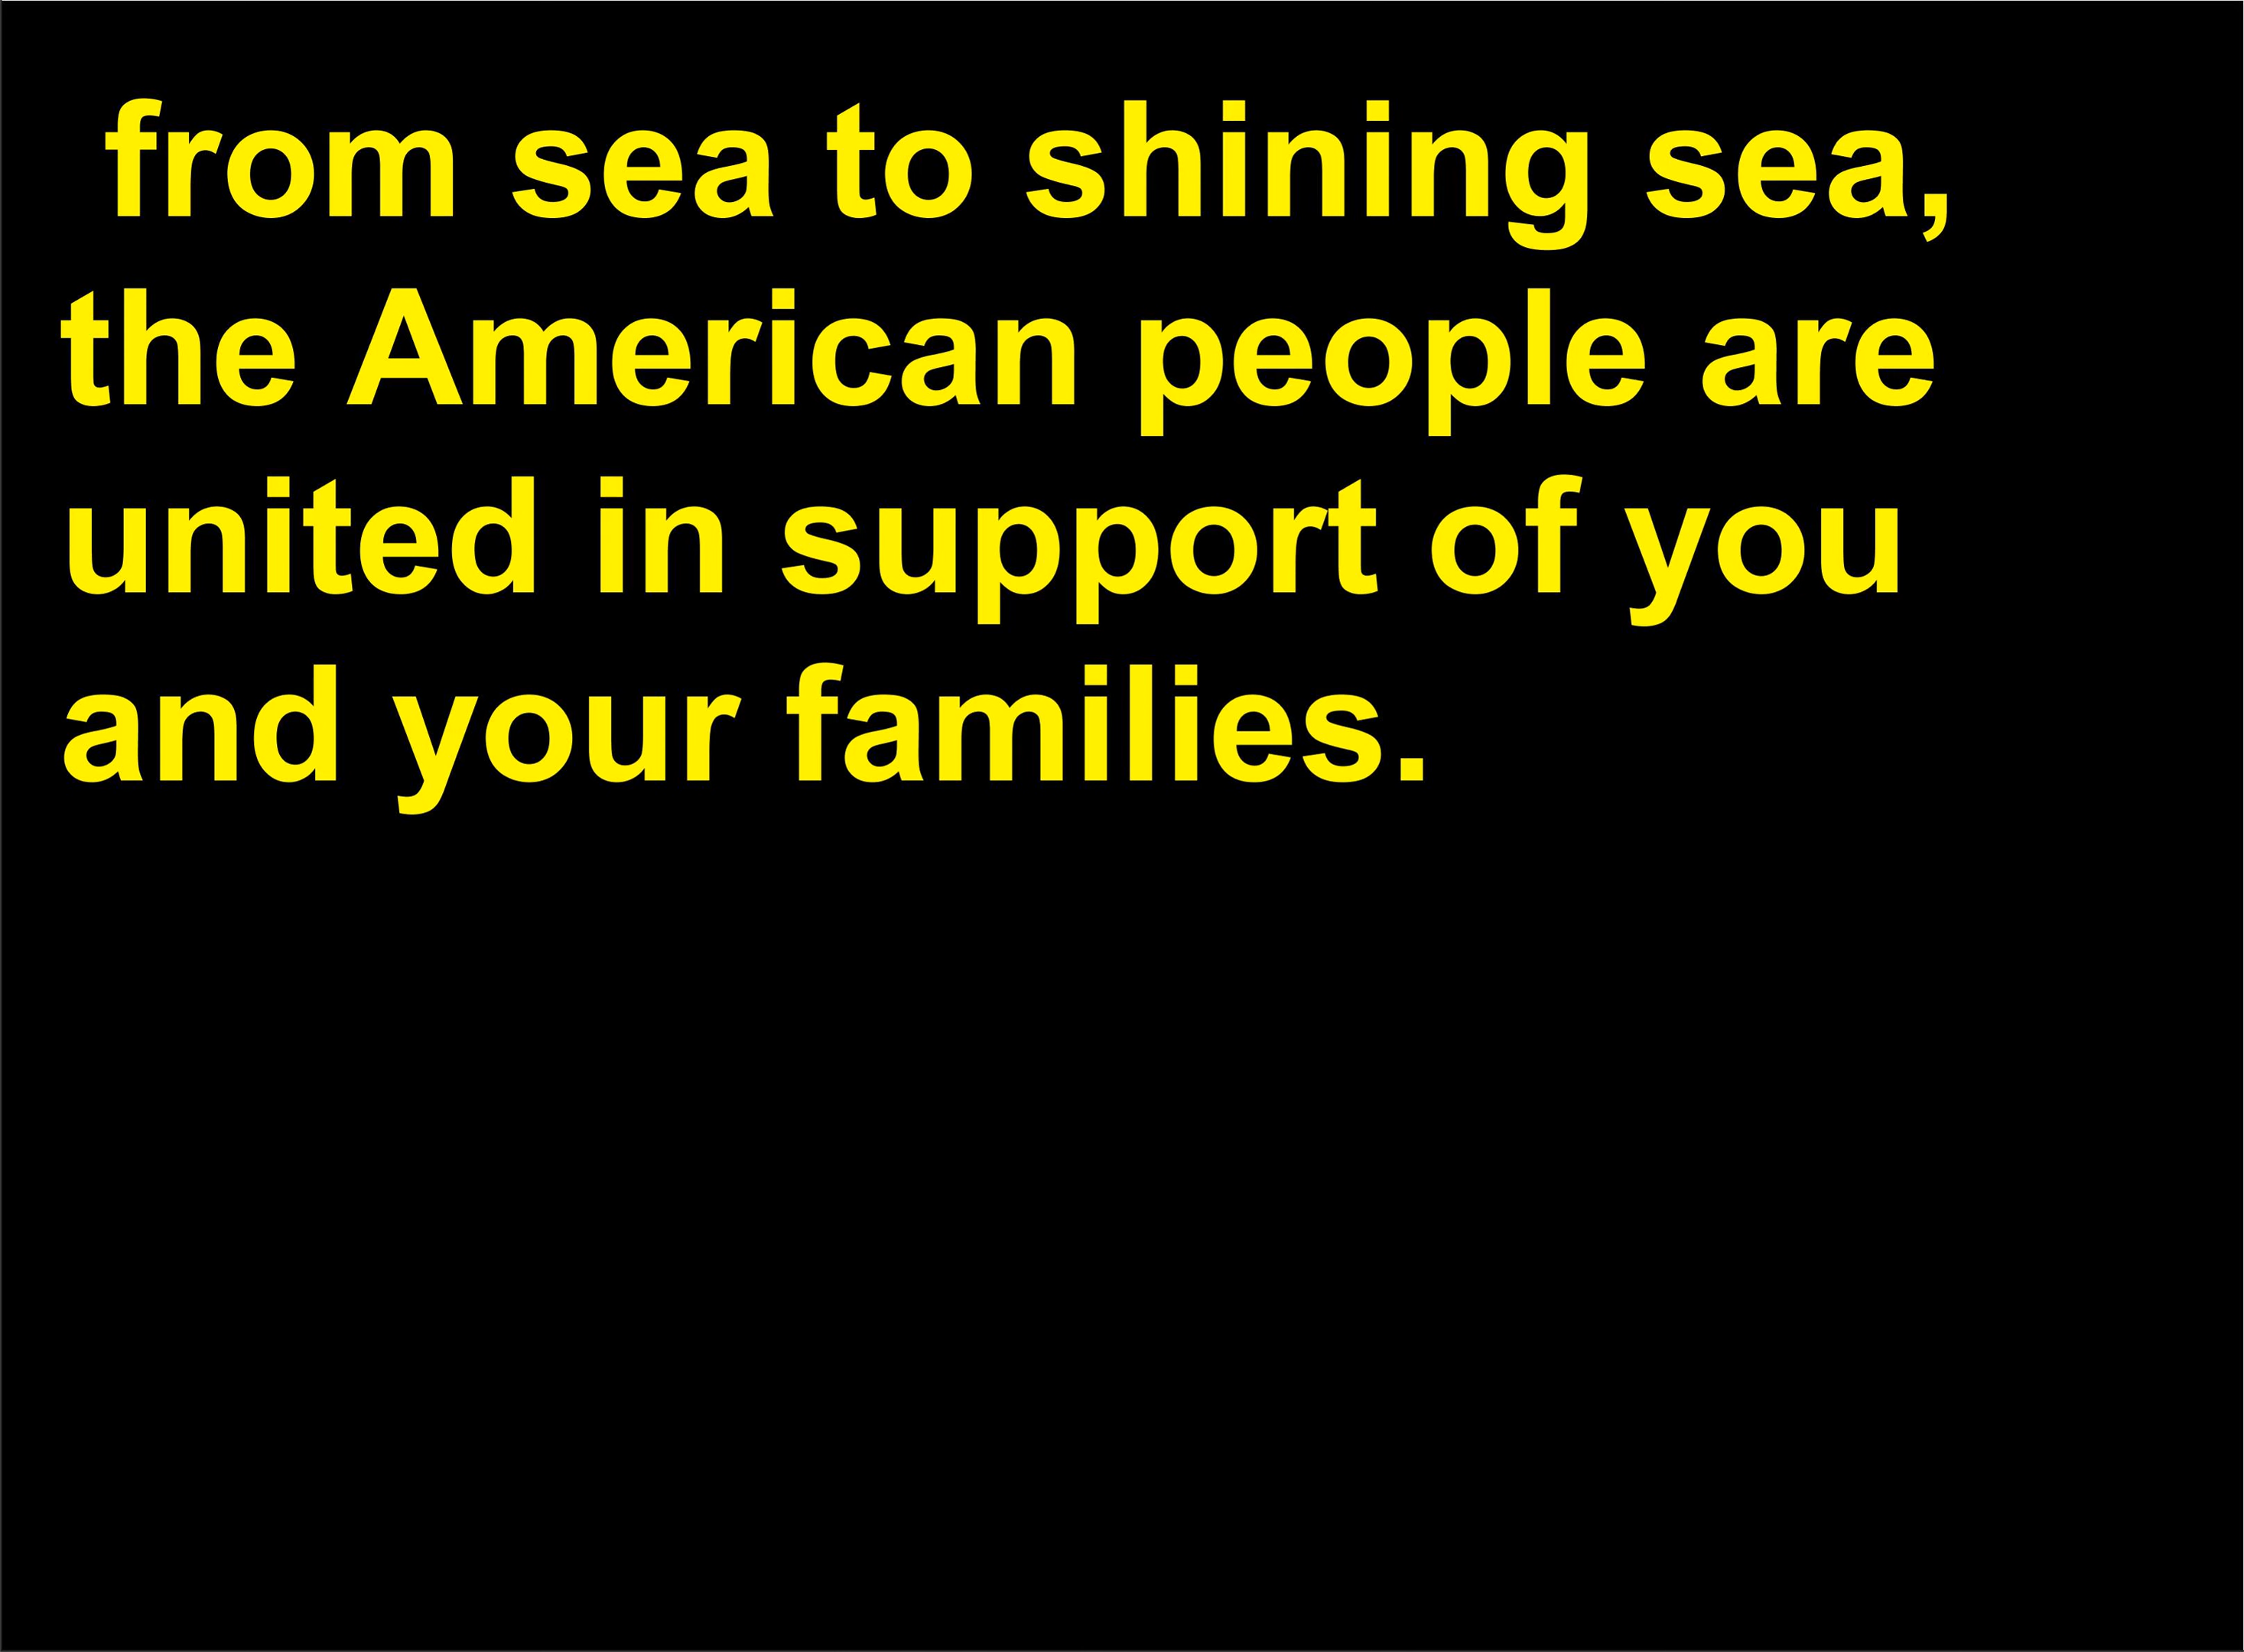 from sea to shining sea,
the American people are
united in support of you
and your families.